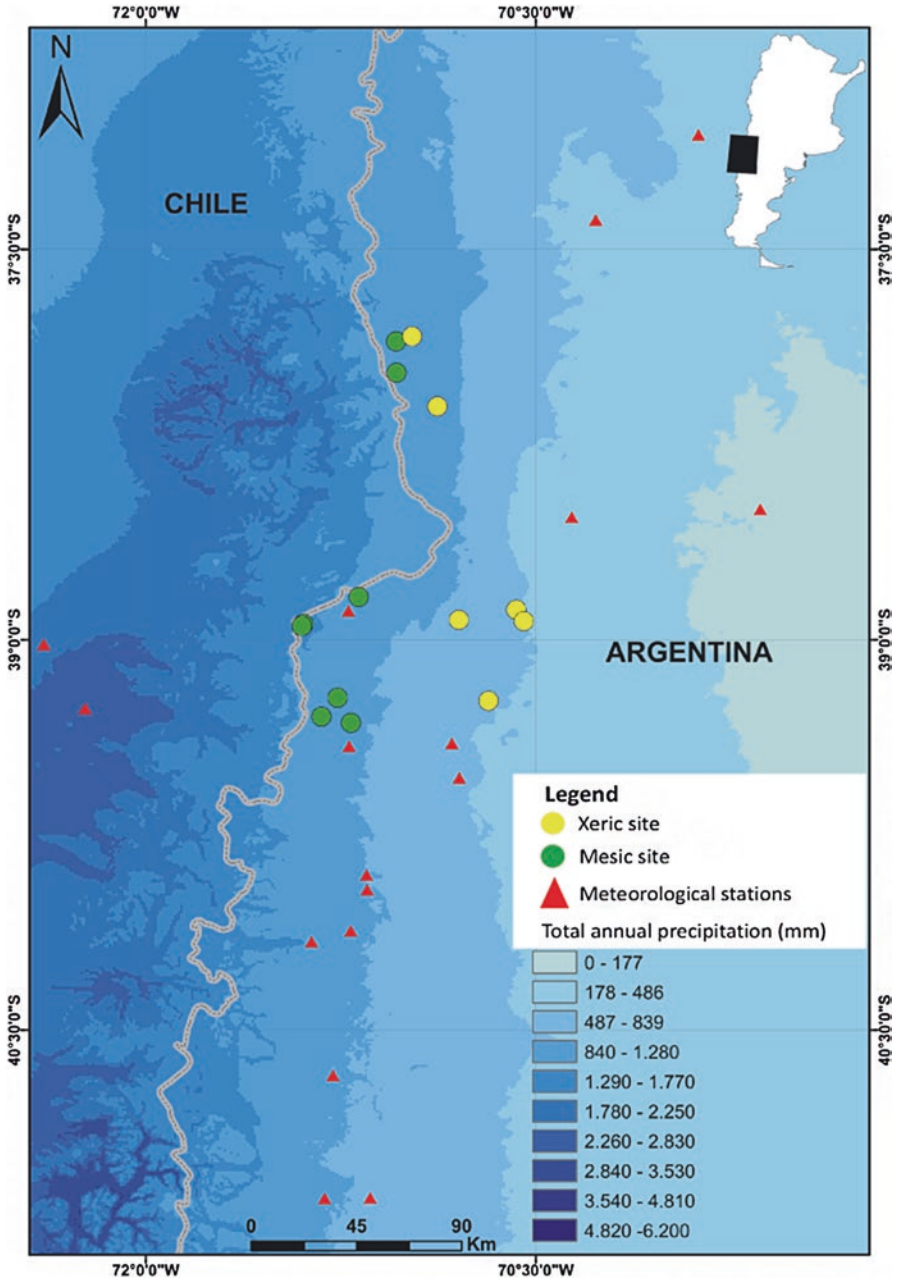 72°0'0"W
70°30'0"W
N
CHILE
37°30'0"S
37°30'0"S
39°0'0"S
39°0'0"S
ARGENTINA
Legend
Xeric site
Mesic site
Meteorological stations
Total annual precipitation (mm)
0 - 177
178 - 486
487 - 839
840 - 1.280
1.290 - 1.770
1.780 - 2.250
2.260 - 2.830
2.840 - 3.530
3.540 - 4.810
4.820 -6.200
40°30'0"S
40°30'0"S
0 45 90
Km
72°0'0"W
70°30'0"W